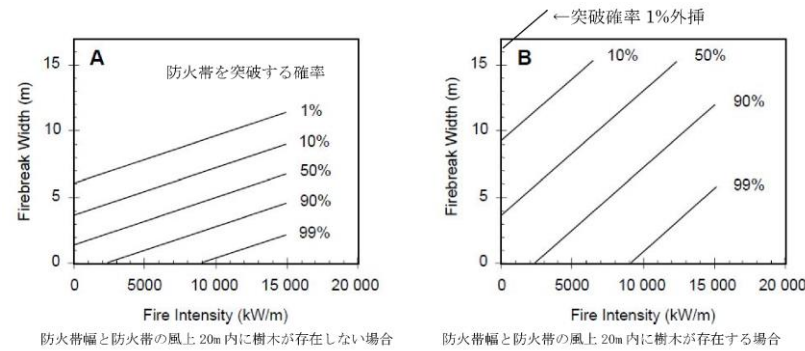 ←突破確率 1%外挿
A
防火帯を突破する確率
1%
10%
50%
90%
99%
Firebreak Width (m)
15
10
5
0
0 5000 10 000 15 000 20 000
Fire Intensity (kW/m)
防火帯幅と防火帯の風上 20m 内に樹木が存在しない場合
B
10%
50%
90%
99%
Firebreak Width (m)
15
10
5
0
0 5000 10 000 15 000 20 000
Fire Intensity (kW/m)
防火帯幅と防火帯の風上 20m 内に樹木が存在する場合